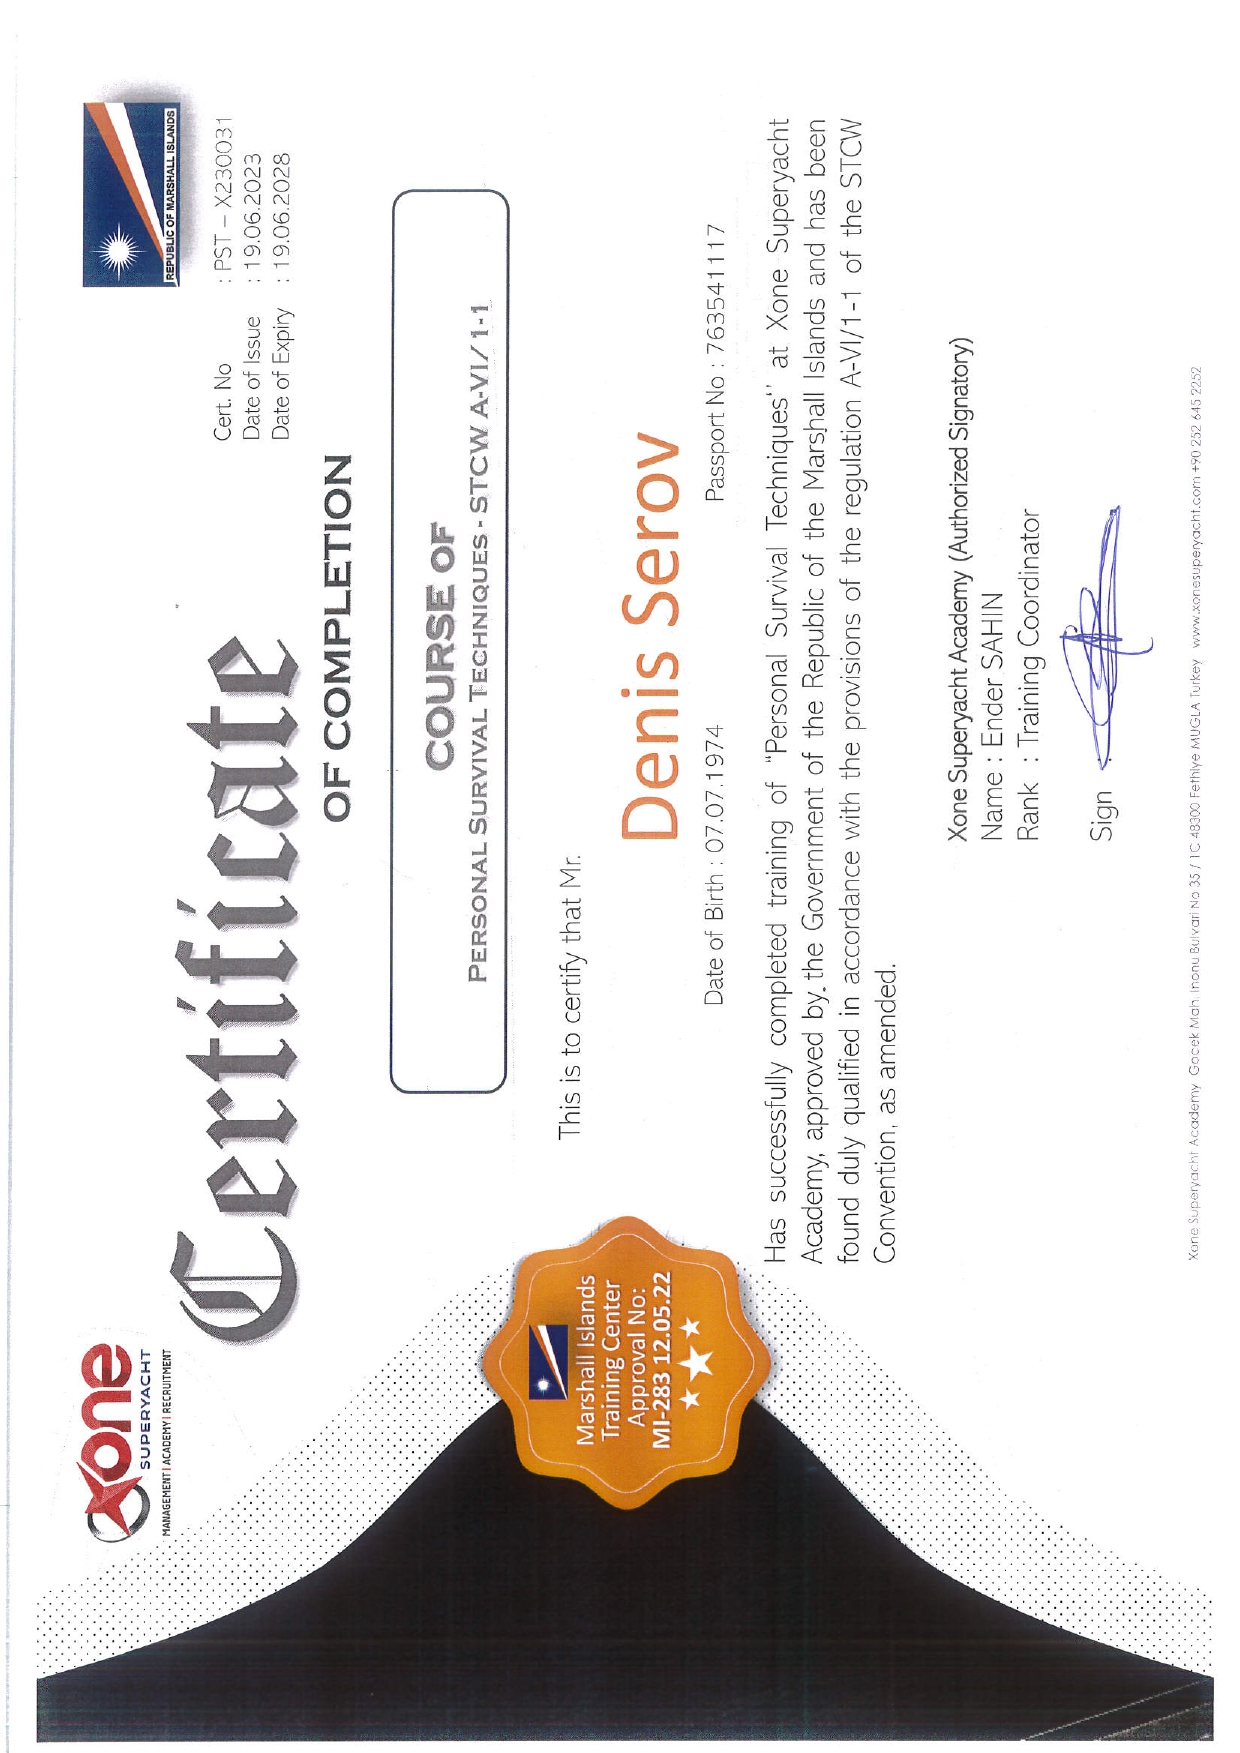 Xone
SUPERYACHT
MANAGEMENT | ACADEMY | RECRUITMENT
REPUBLIC OF MARSHALL ISLANDS
Certificate
OF COMPLETION
Cert. No : PST – X230031
Date of Issue : 19.06.2023
Date of Expiry : 19.06.2028
COURSE OF
PERSONAL SURVIVAL TECHNIQUES - STCW A-VI/1-1
Marshall Islands
Training Center
Approval No:
MI-283 12.05.22
This is to certify that Mr.
Denis Serov
Date of Birth : 07.07.1974 Passport No : 763541117
Has successfully completed training of “Personal Survival Techniques'' at Xone Superyacht
Academy, approved by the Government of the Republic of the Marshall Islands and has been
found duly qualified in accordance with the provisions of the regulation A-VI/1-1 of the STCW
Convention, as amended.
Xone Superyacht Academy (Authorized Signatory)
Name : Ender SAHIN
Rank : Training Coordinator
Sign
Xone Superyacht Academy Gocek Mah. Inonu Bulvari No 35 / 1C 48300 Fethiye MUGLA Turkey www.xonesuperyacht.com +90 252 645 2252